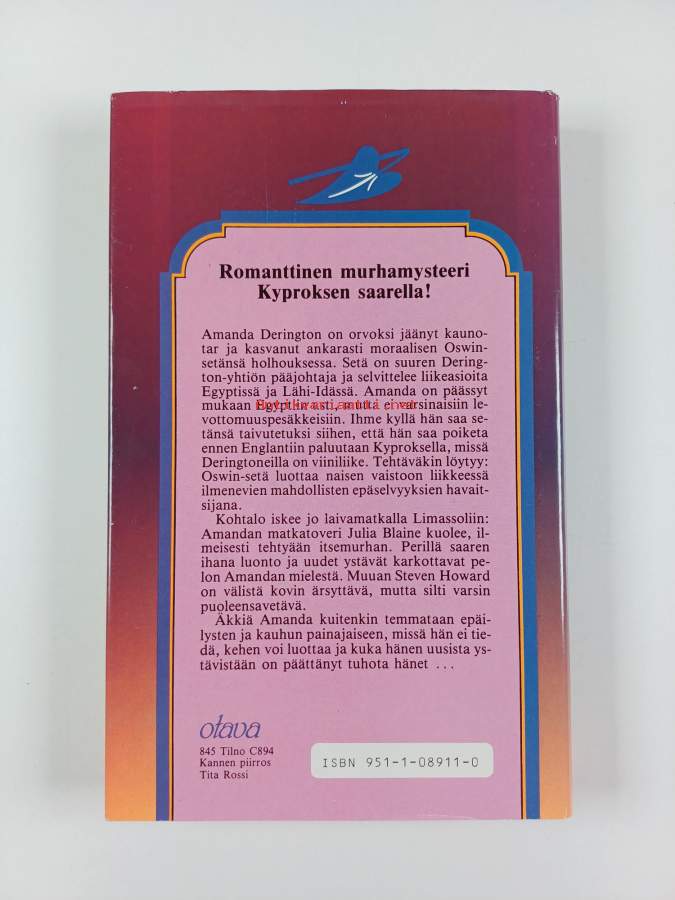 Romanttinen murhamysteeri
Kyproksen saarella!
Amanda Derington on orvoksi jäänyt kauno-
tar ja kasvanut ankarasti moraalisen Oswin-
setänsä holhouksessa. Setä on suuren Dering-
ton-yhtiön pääjohtaja ja selvittelee liikeasioita
Egyptissä ja Lähi-Idässä. Amanda on päässyt
mukaan Egyptiin asti, mutta ei varsinaisiin le-
vottomuuspesäkkeisiin. Ihme kyllä hän saa se-
tänsä taivutetuksi siihen, että hän saa poiketa
ennen Englantiin paluutaan Kyproksella, missä
Deringtoneilla on viiniliike. Tehtäväkin löytyy:
Oswin-setä luottaa naisen vaistoon liikkeessä
ilmenevien mahdollisten epäselvyyksien havait-
sijana.
Kohtalo iskee jo laivamatkalla Limassoliin:
Amandan matkatoveri Julia Blaine kuolee, il-
meisesti tehtyään itsemurhan. Perillä saaren
ihana luonto ja uudet ystävät karkottavat pe-
lon Amandan mielestä. Muuan Steven Howard
on välistä kovin ärsyttävä, mutta silti varsin
puoleensavetävä.
Äkkiä Amanda kuitenkin temmataan epäi-
lysten ja kauhun painajaiseen, missä hän ei tie-
dä, kehen voi luottaa ja kuka hänen uusista ys-
tävistään on päättänyt tuhota hänet ...
otava
845 Tilno C894
Kannen piirros
Tita Rossi
ISBN 951-1-08911-0